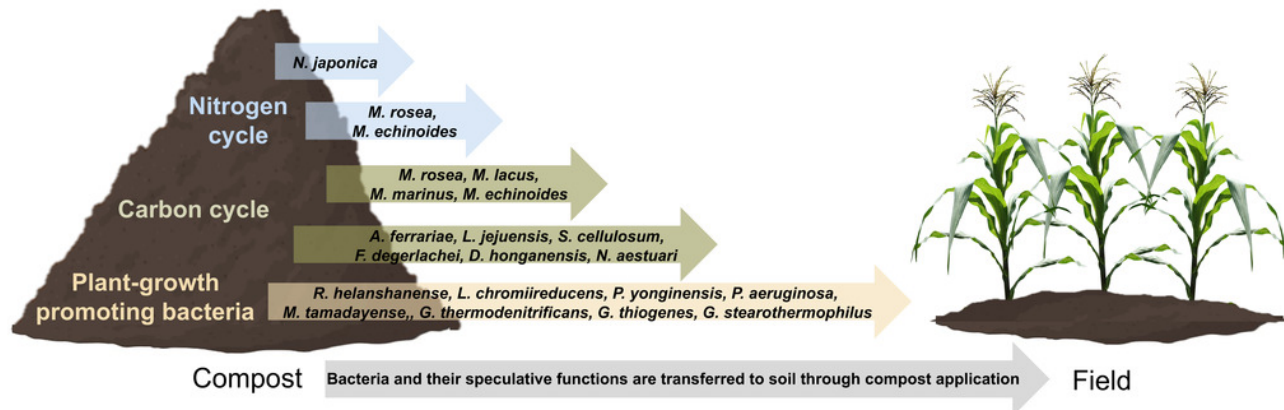 N. japonica
Nitrogen
cycle
M. rosea,
M. echinoides
M. rosea, M. lacus,
M. marinus, M. echinoides
Carbon cycle
A. ferrariae, L. jejuensis, S. cellulosum,
F. degerlachei, D. honganensis, N. aestuari
Plant-growth
promoting bacteria
R. helanshanense, L. chromiireducens, P. yonginensis, P. aeruginosa,
M. tamadayense,, G. thermodenitrificans, G. thiogenes, G. stearothermophilus
Compost
Bacteria and their speculative functions are transferred to soil through compost application
Field